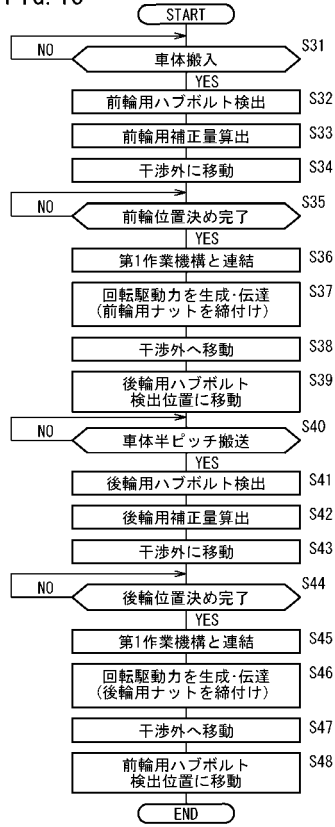 START
S31
NO
車体搬入
YES
前輪用ハブボルト検出 S32
前輪用補正量算出 S33
干渉外に移動 S34
S35
NO
前輪位置決め完了
YES
第1作業機構と連結 S36
回転駆動力を生成・伝達 S37
(前輪用ナットを締付け)
干渉外へ移動 S38
後輪用ハブボルト S39
検出位置に移動
S40
NO
車体半ピッチ搬送
YES
後輪用ハブボルト検出 S41
後輪用補正量算出 S42
干渉外に移動 S43
S44
NO
後輪位置決め完了
YES
第1作業機構と連結 S45
回転駆動力を生成・伝達 S46
(後輪用ナットを締付け)
干渉外へ移動 S47
前輪用ハブボルト S48
検出位置に移動
END